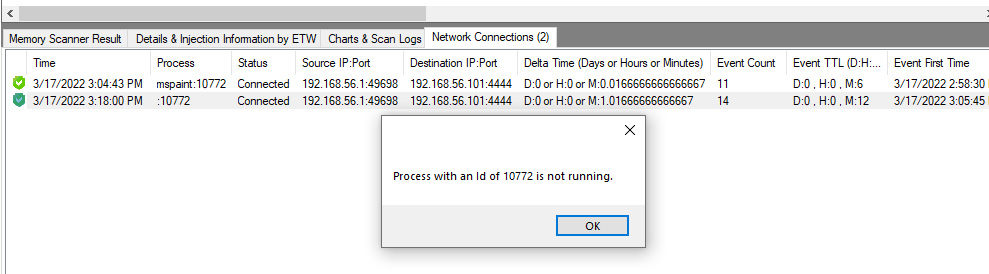 Memory Scanner Result Details & Injection Information by ETW Charts & Scan Logs Network Connections (2)
Time Process Status Source IP:Port Destination IP:Port Delta Time (Days or Hours or Minutes) Event Count Event TTL (D:H:... Event First Time
3/17/2022 3:04:43 PM mspaint:10772 Connected 192.168.56.1:49698 192.168.56.101:4444 D:0 or H:0 or M:0.0166666666666667 11 D:0 , H:0 , M:6 3/17/2022 2:58:30
3/17/2022 3:18:00 PM :10772 Connected 192.168.56.1:49698 192.168.56.101:4444 D:0 or H:0 or M:1.01666666666667 14 D:0 , H:0 , M:12 3/17/2022 3:05:45
Process with an Id of 10772 is not running.
OK